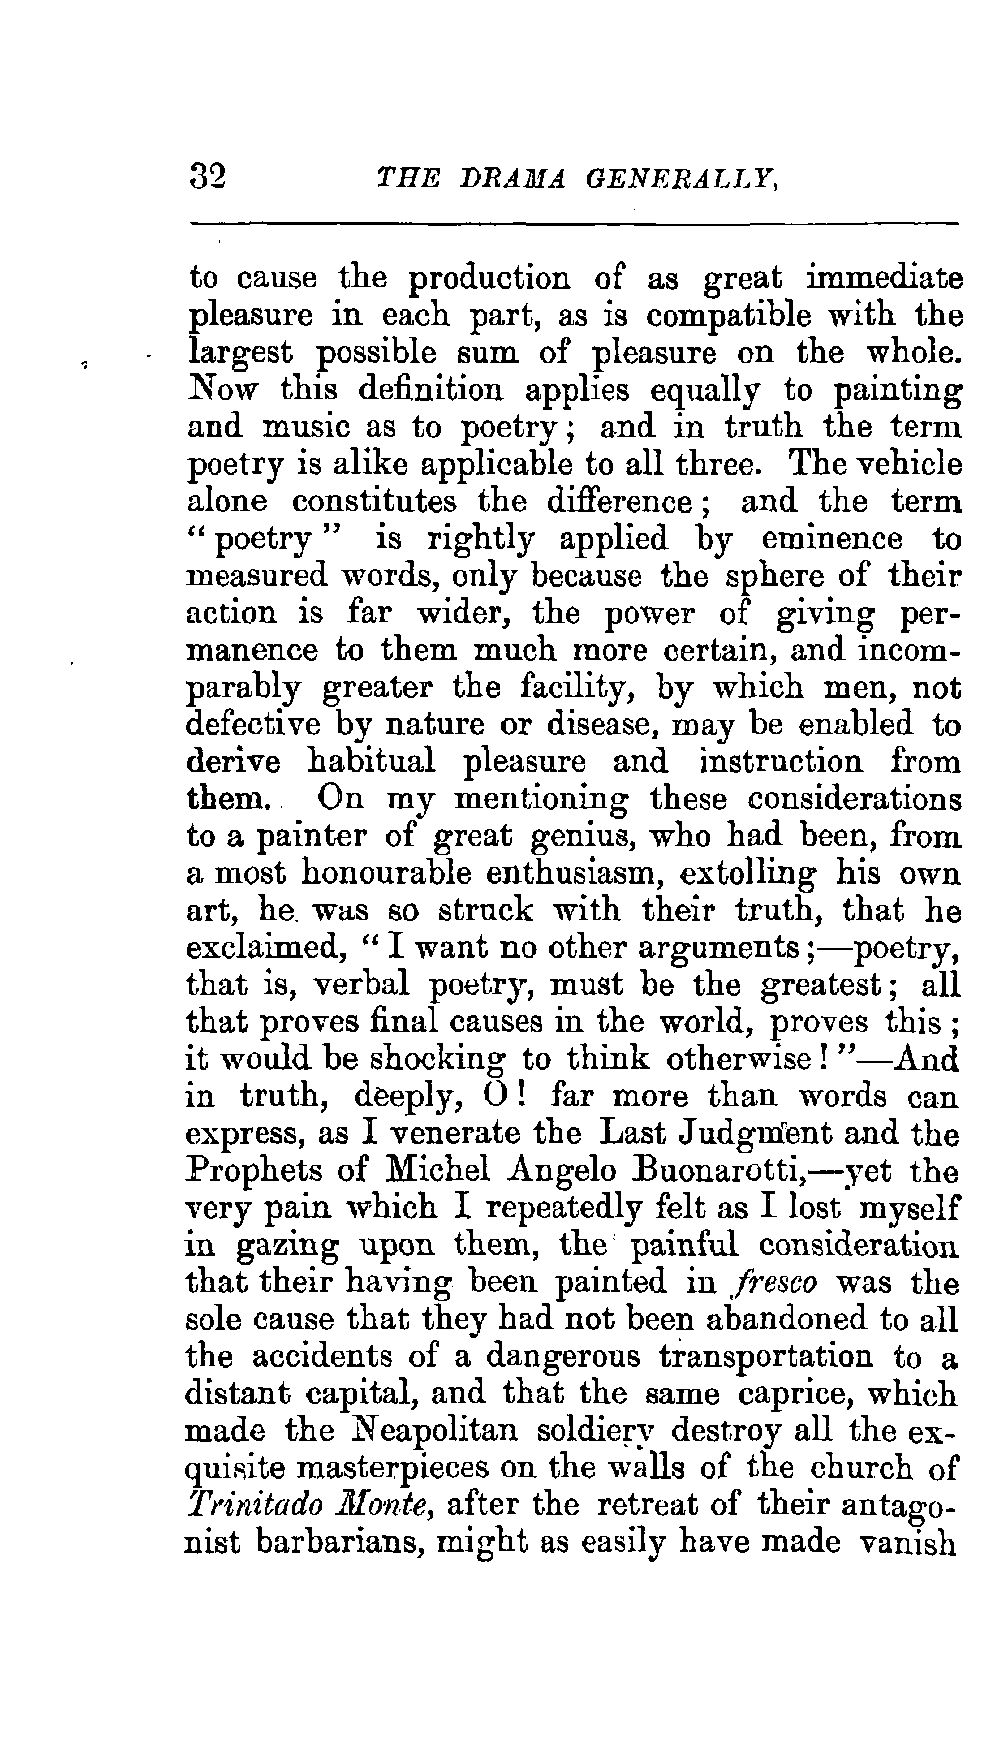 32 THE DRAMA GENERALLY,
to cause the production of as great immediate
pleasure in each part, as is compatible with the
largest possible sum of pleasure on the whole.
Now this definition applies equally to painting
and music as to poetry; and in truth the term
poetry is alike applicable to all three. The vehicle
alone constitutes the difference; and the term
“poetry” is rightly applied by eminence to
measured words, only because the sphere of their
action is far wider, the power of giving per-
manence to them much more certain, and incom-
parably greater the facility, by which men, not
defective by nature or disease, may be enabled to
derive habitual pleasure and instruction from
them. On my mentioning these considerations
to a painter of great genius, who had been, from
a most honourable enthusiasm, extolling his own
art, he was so struck with their truth, that he
exclaimed, “I want no other arguments;—poetry,
that is, verbal poetry, must be the greatest; all
that proves final causes in the world, proves this;
it would be shocking to think otherwise!”—And
in truth, deeply, O! far more than words can
express, as I venerate the Last Judgment and the
Prophets of Michel Angelo Buonarotti,—yet the
very pain which I repeatedly felt as I lost myself
in gazing upon them, the painful consideration
that their having been painted in fresco was the
sole cause that they had not been abandoned to all
the accidents of a dangerous transportation to a
distant capital, and that the same caprice, which
made the Neapolitan soldiery destroy all the ex-
quisite masterpieces on the walls of the church of
Trinitado Monte, after the retreat of their antago-
nist barbarians, might as easily have made vanish